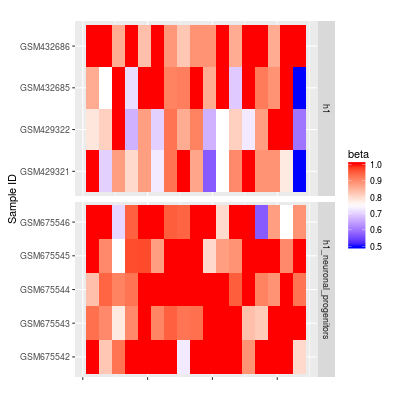 GSM432686
GSM432685
GSM429322
GSM429321
h1
Sample ID
GSM675546
GSM675545
GSM675544
GSM675543
GSM675542
h1_neuronal_progenitors
beta
1.0
0.9
0.8
0.7
0.6
0.5